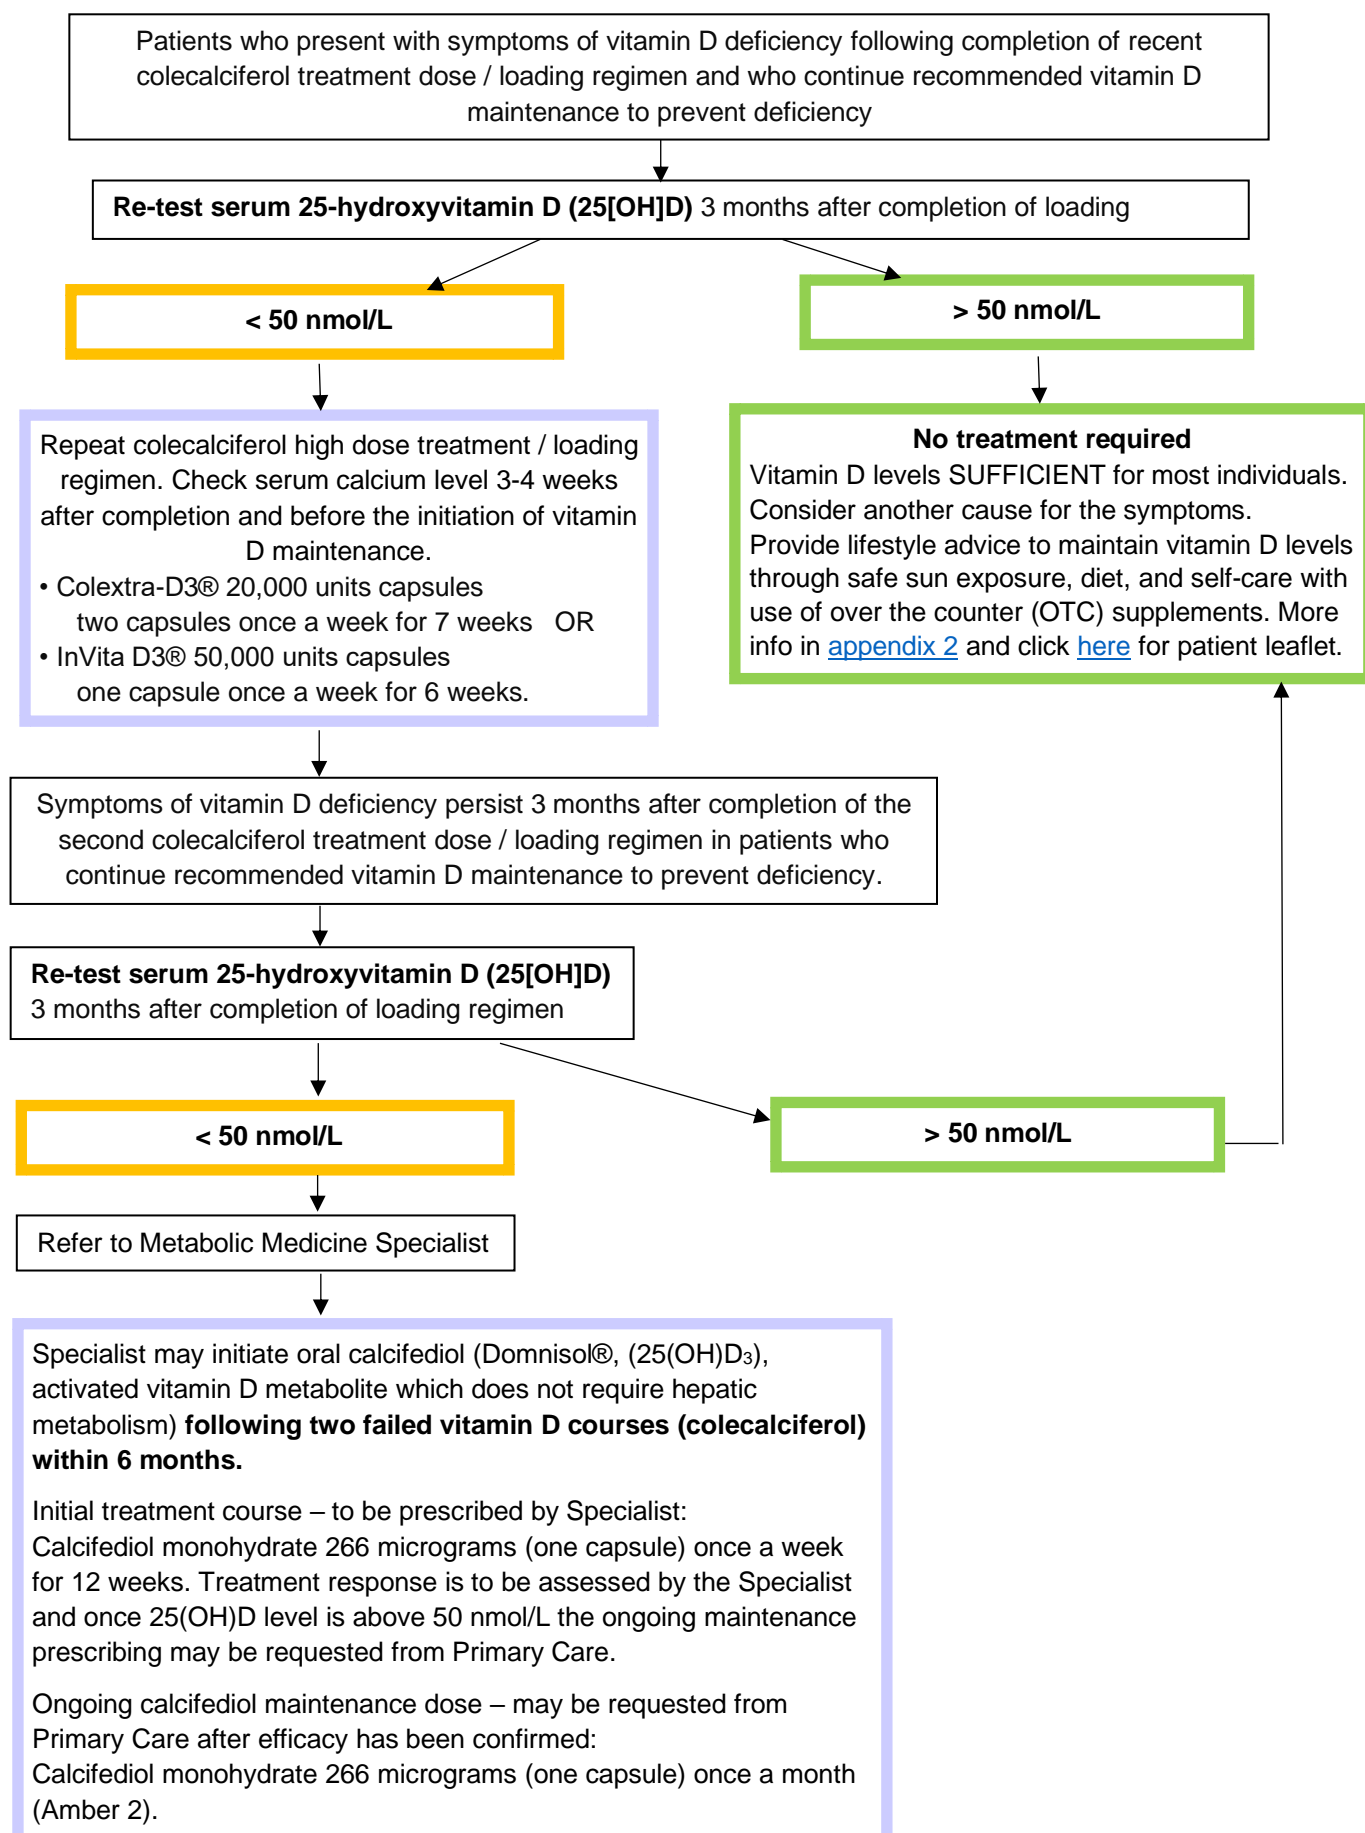 Patients who present with symptoms of vitamin D deficiency following completion of recent
colecalciferol treatment dose / loading regimen and who continue recommended vitamin D
maintenance to prevent deficiency
Re-test serum 25-hydroxyvitamin D (25[OH]D) 3 months after completion of loading
< 50 nmol/L
> 50 nmol/L
Repeat colecalciferol high dose treatment / loading
regimen. Check serum calcium level 3-4 weeks
after completion and before the initiation of vitamin
D maintenance.
• Colextra-D3® 20,000 units capsules
two capsules once a week for 7 weeks OR
• InVita D3® 50,000 units capsules
one capsule once a week for 6 weeks.
No treatment required
Vitamin D levels SUFFICIENT for most individuals.
Consider another cause for the symptoms.
Provide lifestyle advice to maintain vitamin D levels
through safe sun exposure, diet, and self-care with
use of over the counter (OTC) supplements. More
info in appendix 2 and click here for patient leaflet.
Symptoms of vitamin D deficiency persist 3 months after completion of the
second colecalciferol treatment dose / loading regimen in patients who
continue recommended vitamin D maintenance to prevent deficiency.
Re-test serum 25-hydroxyvitamin D (25[OH]D)
3 months after completion of loading regimen
< 50 nmol/L
> 50 nmol/L
Refer to Metabolic Medicine Specialist
Specialist may initiate oral calcifediol (Domnisol®, (25(OH)D₃),
activated vitamin D metabolite which does not require hepatic
metabolism) following two failed vitamin D courses (colecalciferol)
within 6 months.
Initial treatment course – to be prescribed by Specialist:
Calcifediol monohydrate 266 micrograms (one capsule) once a week
for 12 weeks. Treatment response is to be assessed by the Specialist
and once 25(OH)D level is above 50 nmol/L the ongoing maintenance
prescribing may be requested from Primary Care.
Ongoing calcifediol maintenance dose – may be requested from
Primary Care after efficacy has been confirmed:
Calcifediol monohydrate 266 micrograms (one capsule) once a month
(Amber 2).